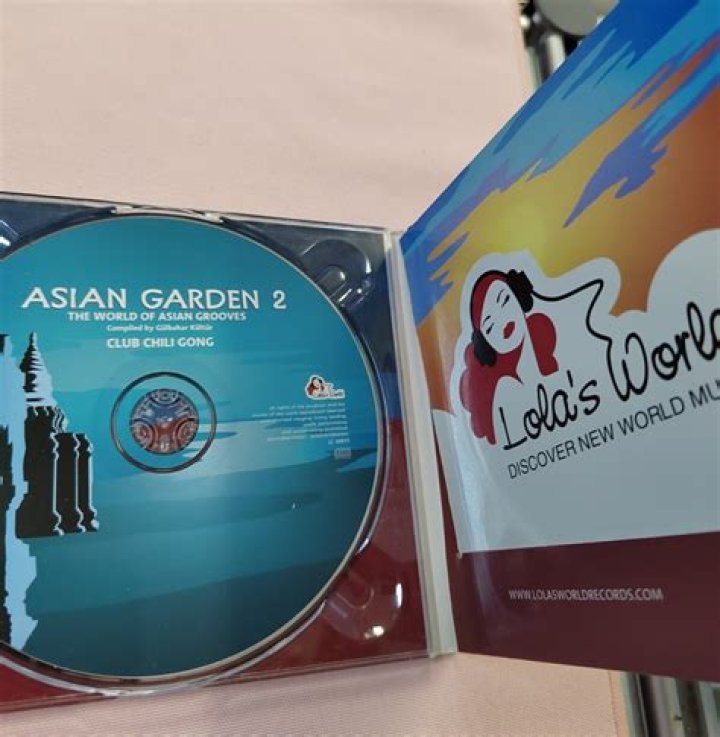 ASIAN GARDEN 2
THE WORLD OF ASIAN GROOVES
Compiled by Gülbahar Kültür
CLUB CHILI GONG
Lola's World
DISCOVER NEW WORLD MU
WWW.LOLASWORLDRECORDS.COM